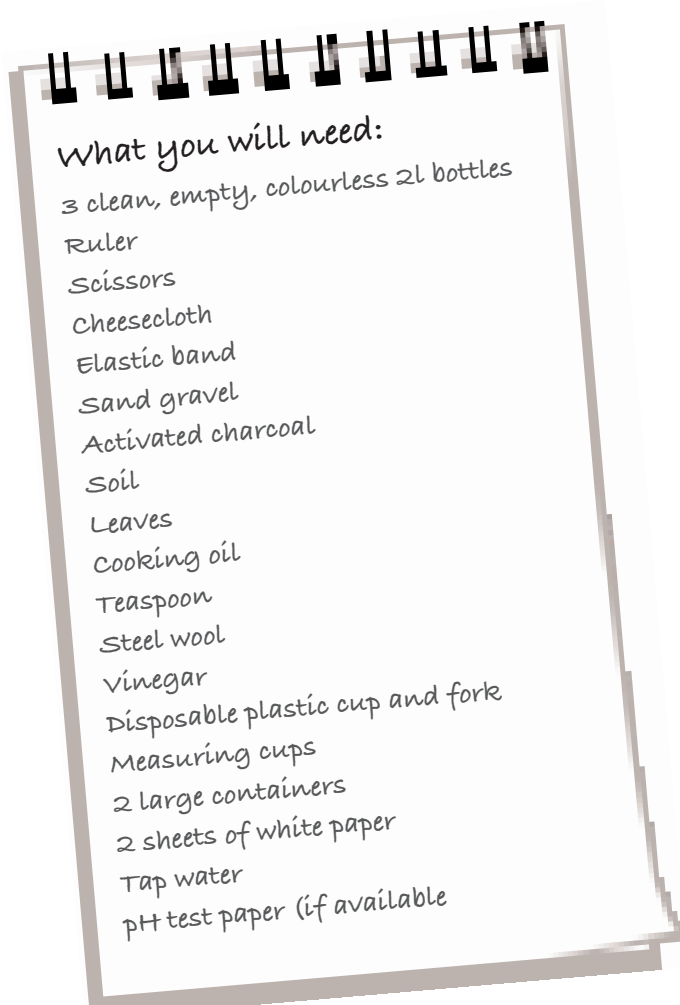 What you will need:
3 clean, empty, colourless 2l bottles
Ruler
Scissors
Cheesecloth
Elastic band
Sand gravel
Activated charcoal
Soil
Leaves
Cooking oil
Teaspoon
Steel wool
Vinegar
Disposable plastic cup and fork
Measuring cups
2 large containers
2 sheets of white paper
Tap water
pH test paper (if available